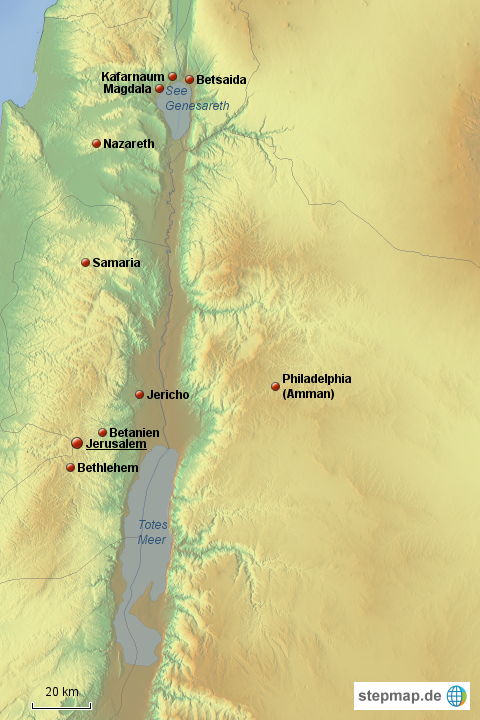 Kafarnaum
Betsaida
Magdala
See
Genesareth
Nazareth
Samaria
Philadelphia
(Amman)
Jericho
Betanien
Jerusalem
Bethlehem
Totes
Meer
20 km
stepmap.de